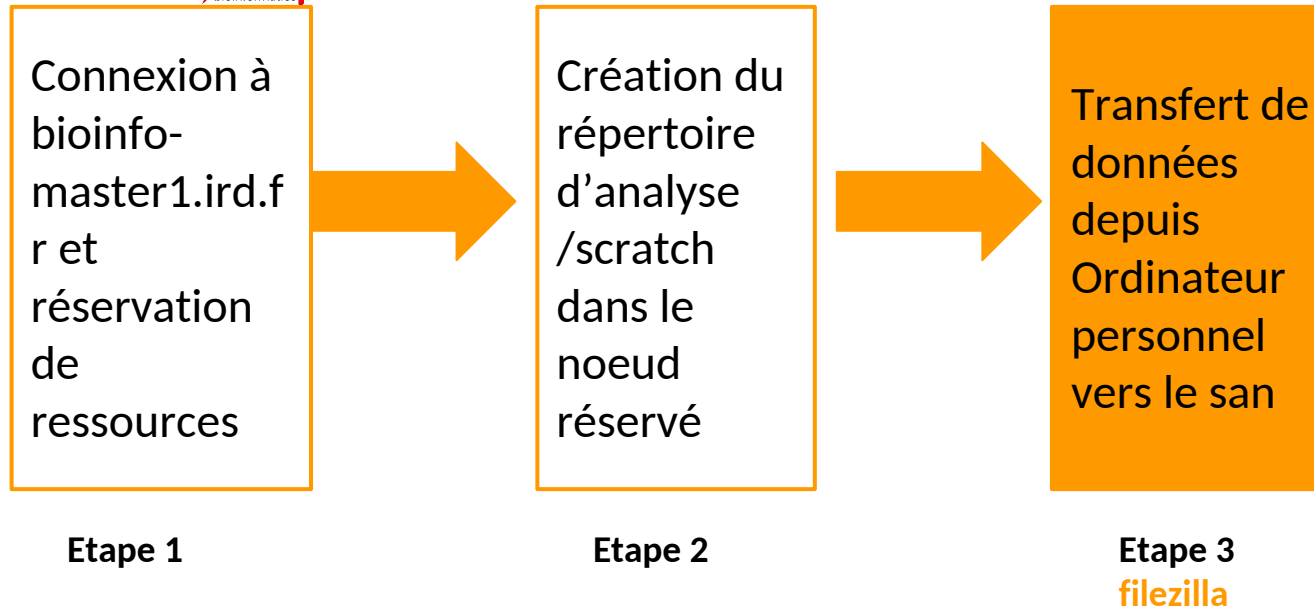 Connexion à
bioinfo-
master1.ird.f
r et
réservation
de
ressources
Création du
répertoire
d’analyse
/scratch
dans le
noeud
réservé
Transfert de
données
depuis
Ordinateur
personnel
vers le san
Etape 1
Etape 2
Etape 3
filezilla